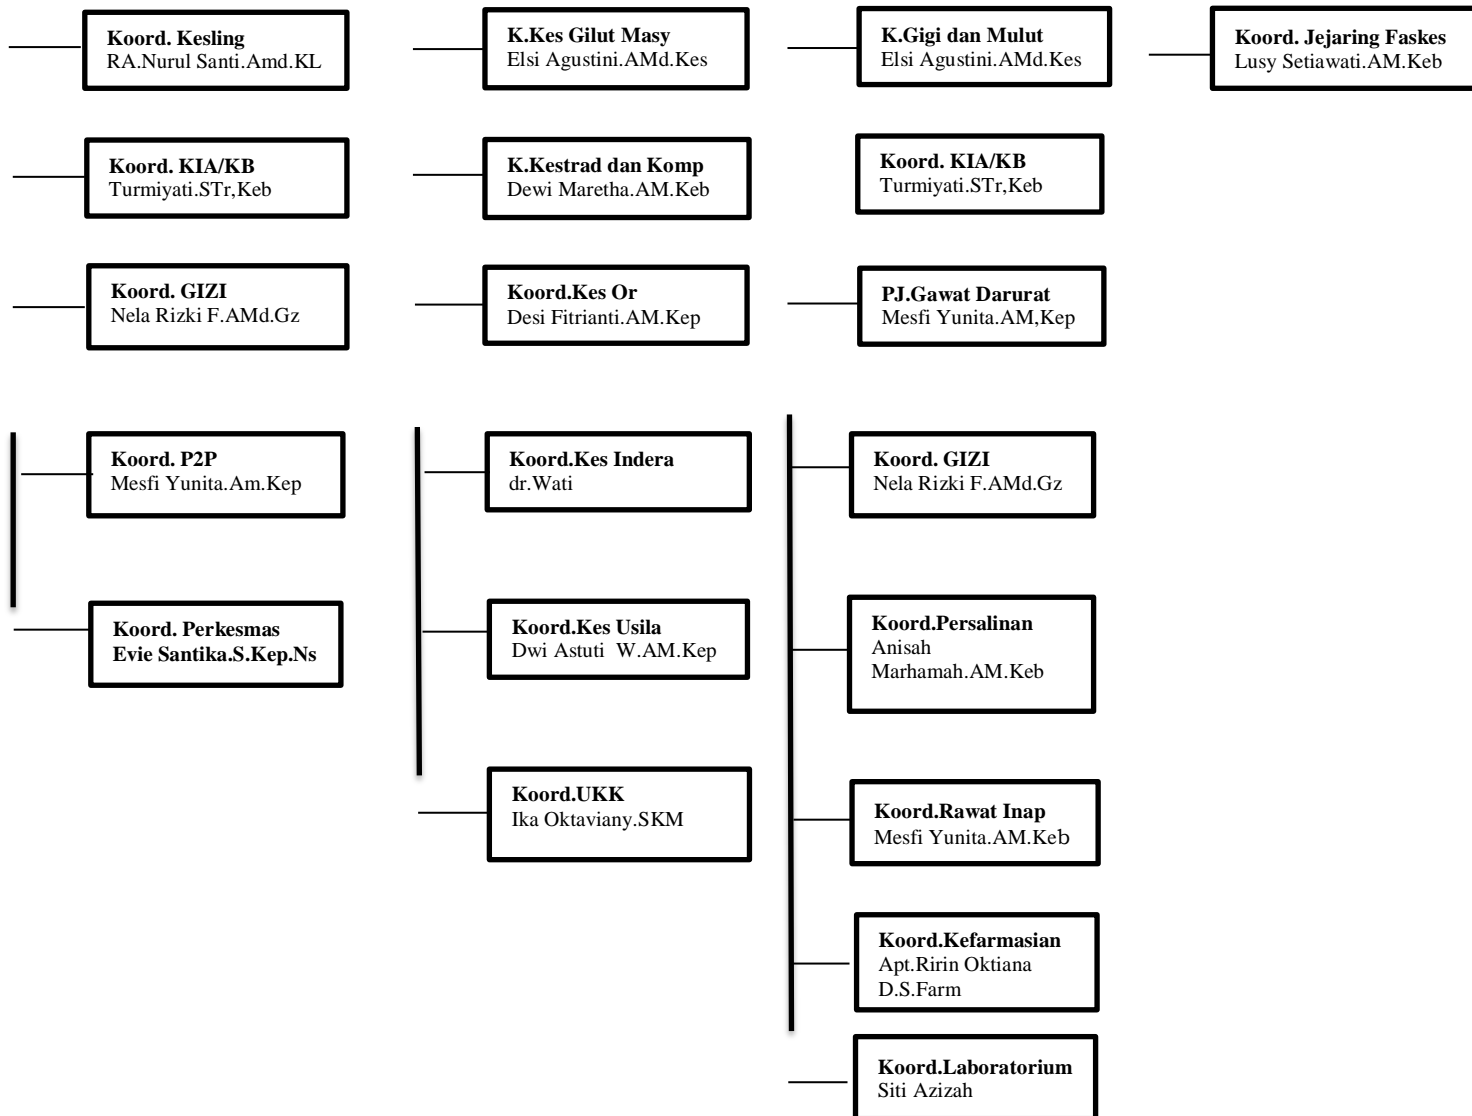 Koord. Kesling
RA.Nurul Santi.Amd.KL
K.Kes Gilut Masy
Elsi Agustini.AMd.Kes
K.Gigi dan Mulut
Elsi Agustini.AMd.Kes
Koord. Jejaring Faskes
Lusy Setiawati.AM.Keb
Koord. KIA/KB
Turmiyati.STr,Keb
K.Kestrad dan Komp
Dewi Maretha.AM.Keb
Koord. KIA/KB
Turmiyati.STr,Keb
Koord. GIZI
Nela Rizki F.AMd.Gz
Koord.Kes Or
Desi Fitrianti.AM.Kep
PJ.Gawat Darurat
Mesfi Yunita.AM,Kep
Koord. P2P
Mesfi Yunita.Am.Kep
Koord.Kes Indera
dr.Wati
Koord. GIZI
Nela Rizki F.AMd.Gz
Koord. Perkesmas
Evie Santika.S.Kep.Ns
Koord.Kes Usila
Dwi Astuti W.AM.Kep
Koord.Persalinan
Anisah
Marhamah.AM.Keb
Koord.UKK
Ika Oktaviany.SKM
Koord.Rawat Inap
Mesfi Yunita.AM.Keb
Koord.Kefarmasian
Apt.Ririn Oktiana
D.S.Farm
Koord.Laboratorium
Siti Azizah